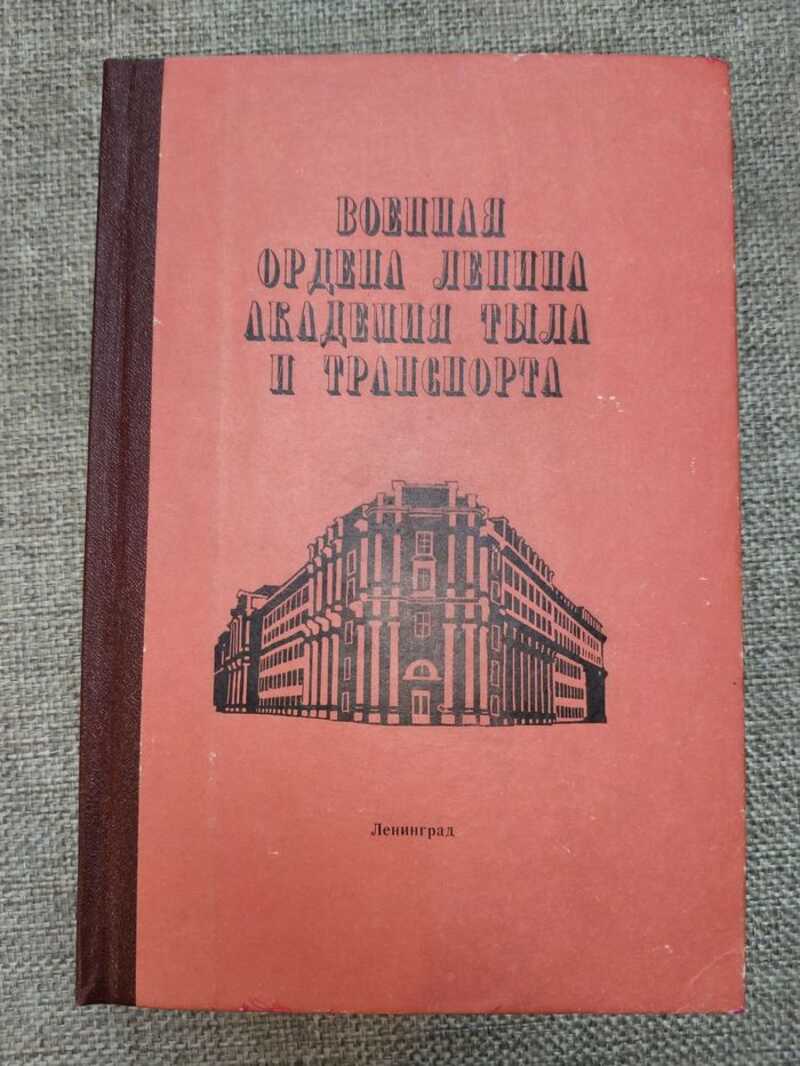 ВОЕННАЯ
ОРДЕНА ЛЕНИНА
АКАДЕМИЯ ТЫЛА
И ТРАНСПОРТА
Ленинград